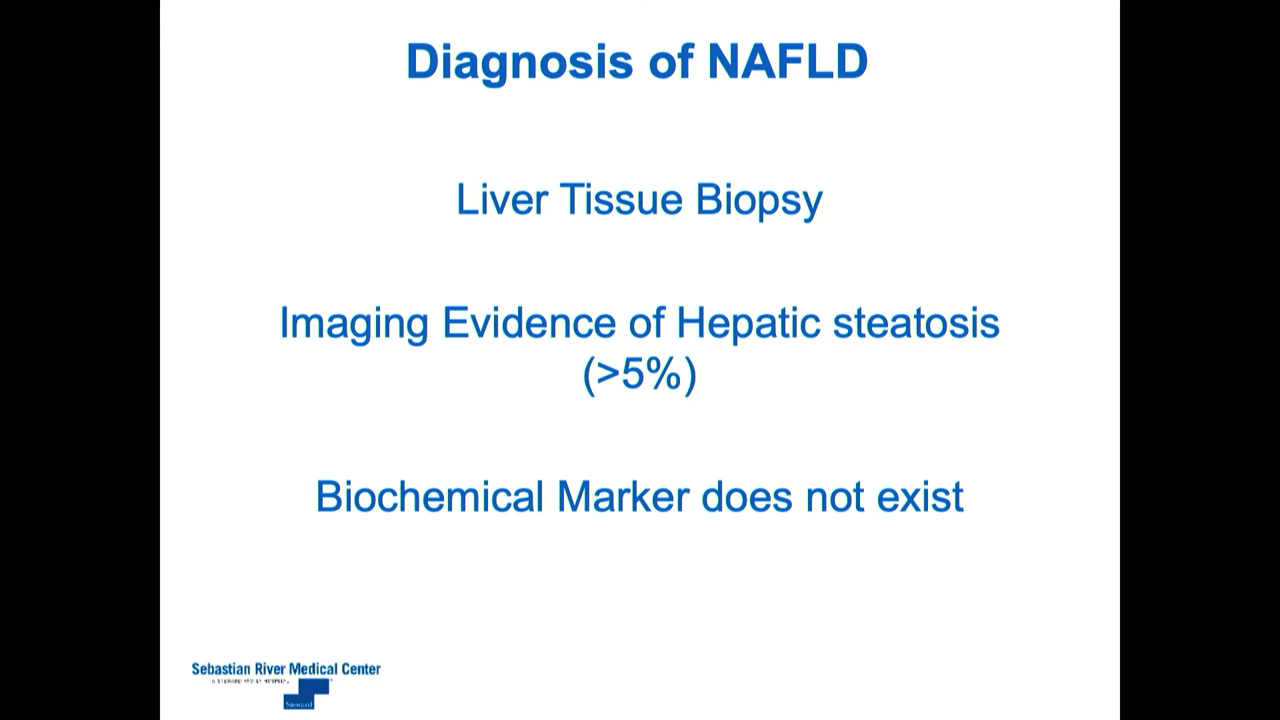 Diagnosis of NAFLD
Liver Tissue Biopsy
Imaging Evidence of Hepatic steatosis
(>5%)
Biochemical Marker does not exist
Sebastian River Medical Center
Steward